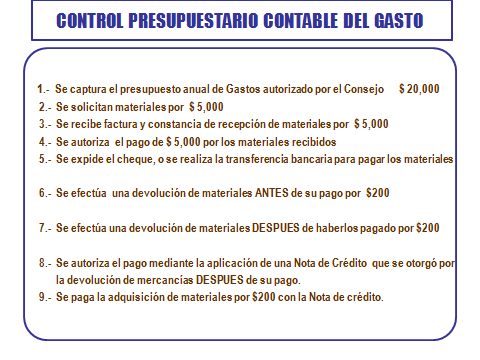 CONTROL PRESUPUESTARIO CONTABLE DEL GASTO
1.- Se captura el presupuesto anual de Gastos autorizado por el Consejo $ 20,000
2.- Se solicitan materiales por $ 5,000
3.- Se recibe factura y constancia de recepción de materiales por $ 5,000
4.- Se autoriza el pago de $ 5,000 por los materiales recibidos
5.- Se expide el cheque, o se realiza la transferencia bancaria para pagar los materiales
6.- Se efectúa una devolución de materiales ANTES de su pago por $200
7.- Se efectúa una devolución de materiales DESPUES de haberlos pagado por $200
8.- Se autoriza el pago mediante la aplicación de una Nota de Crédito que se otorgó por
la devolución de mercancías DESPUES de su pago.
9.- Se paga la adquisición de materiales por $200 con la Nota de crédito.